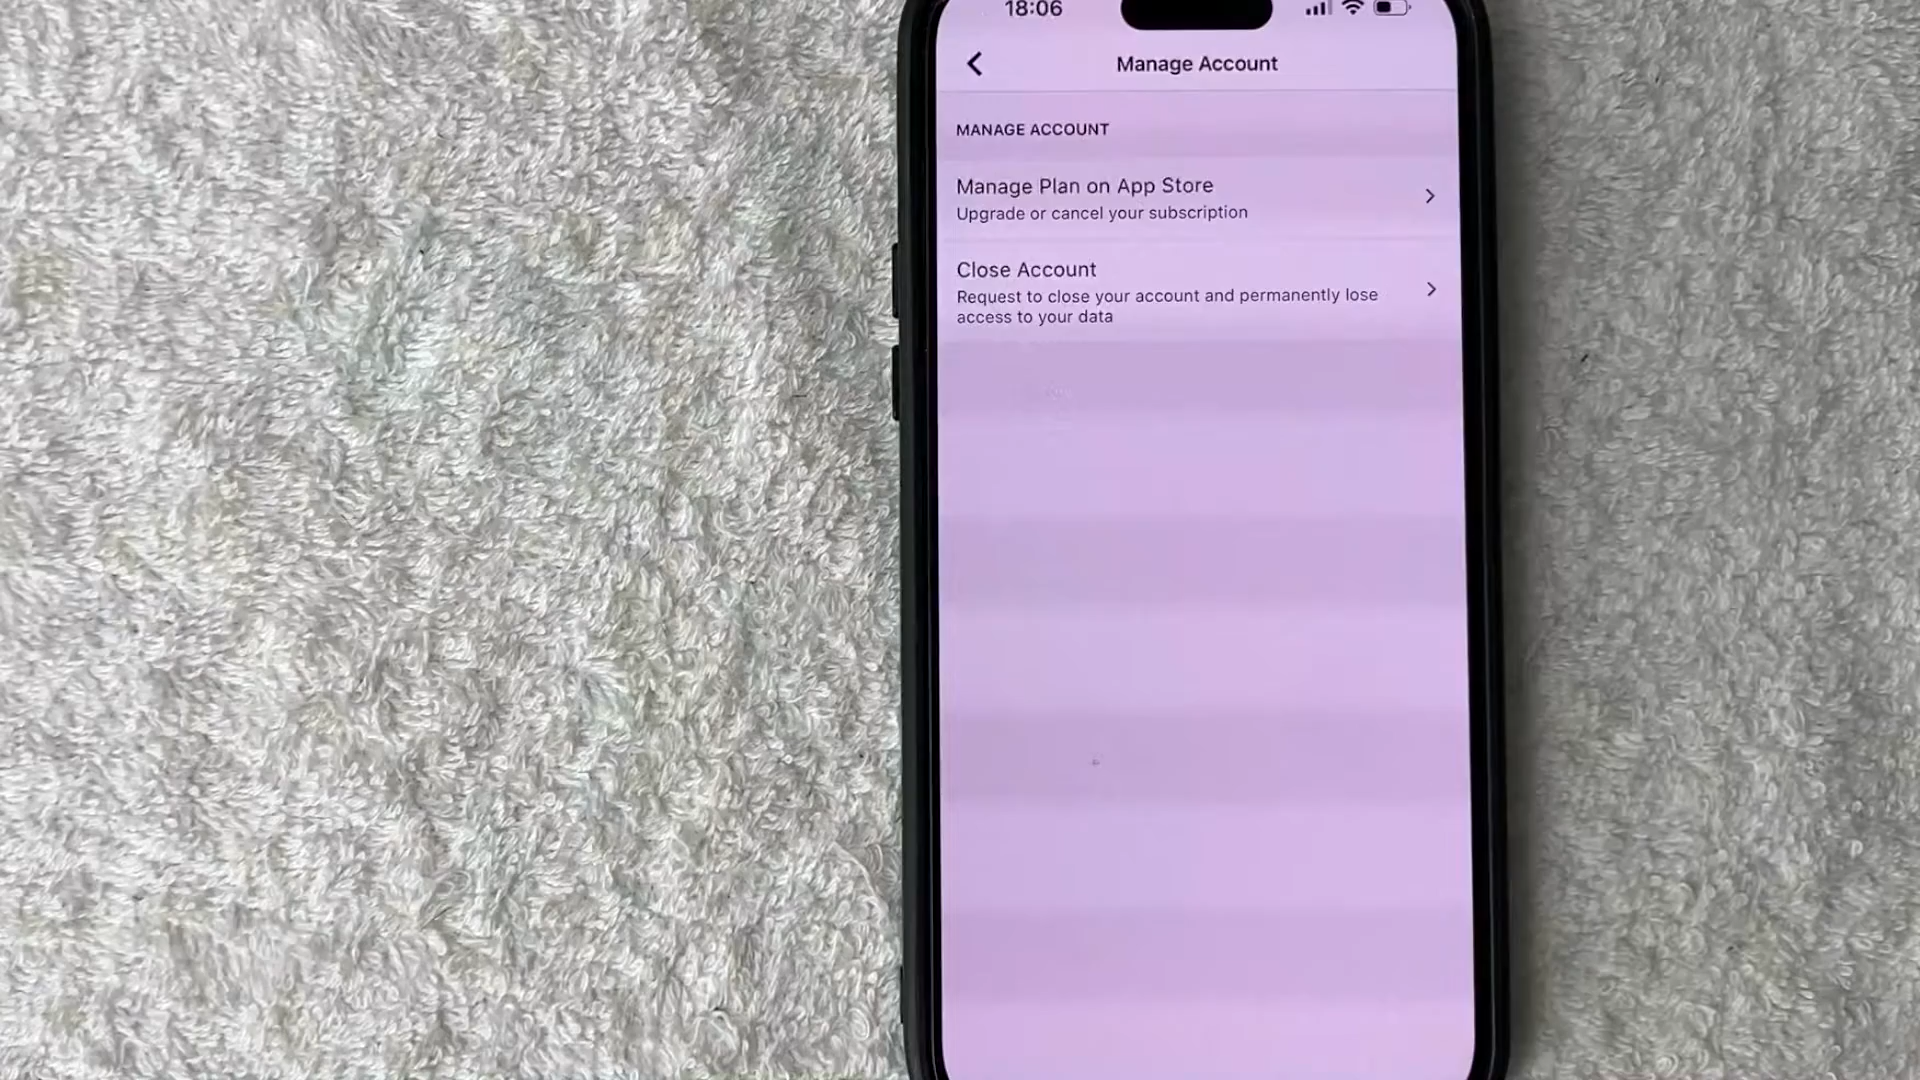 18:06
Manage Account
MANAGE ACCOUNT
Manage Plan on App Store
Upgrade or cancel your subscription
Close Account
Request to close your account and permanently lose
access to your data